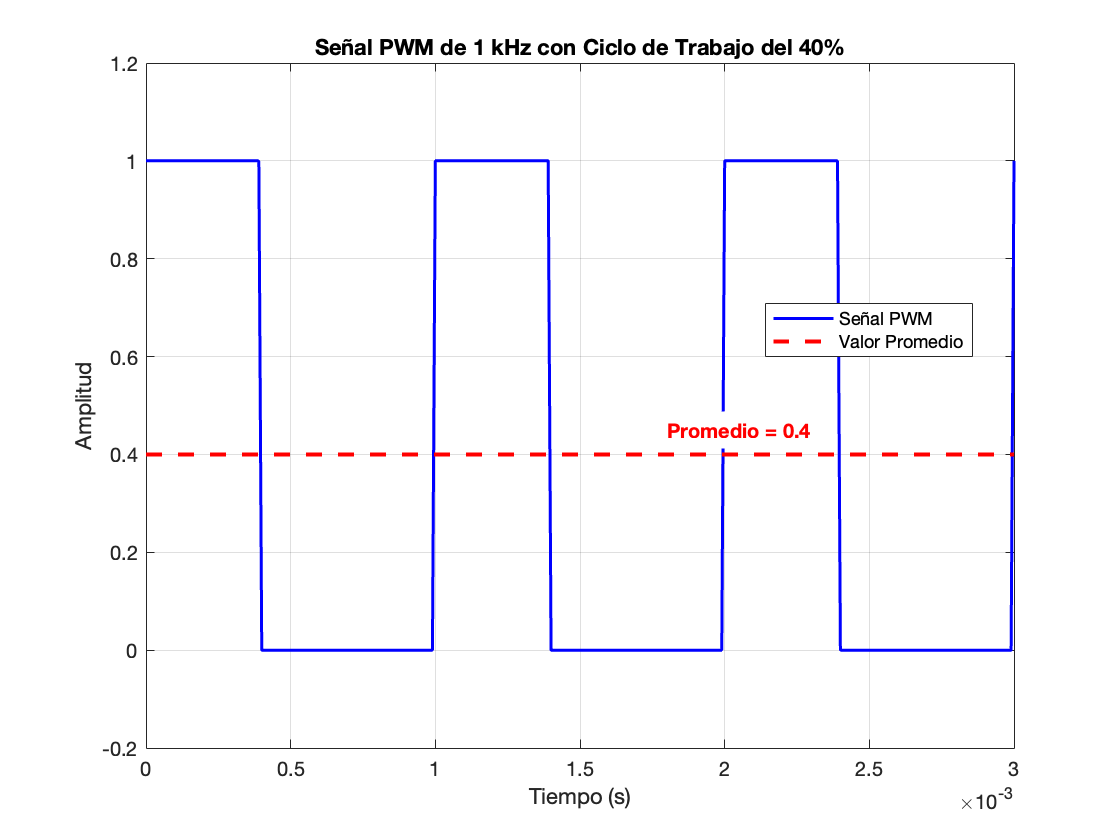 Señal PWM de 1 kHz con Ciclo de Trabajo del 40%
1.2
1
0.8
0.6
0.4
0.2
0
-0.2
Amplitud
Señal PWM
Valor Promedio
Promedio = 0.4
0 0.5 1 1.5 2 2.5 3
Tiempo (s)
×10⁻³